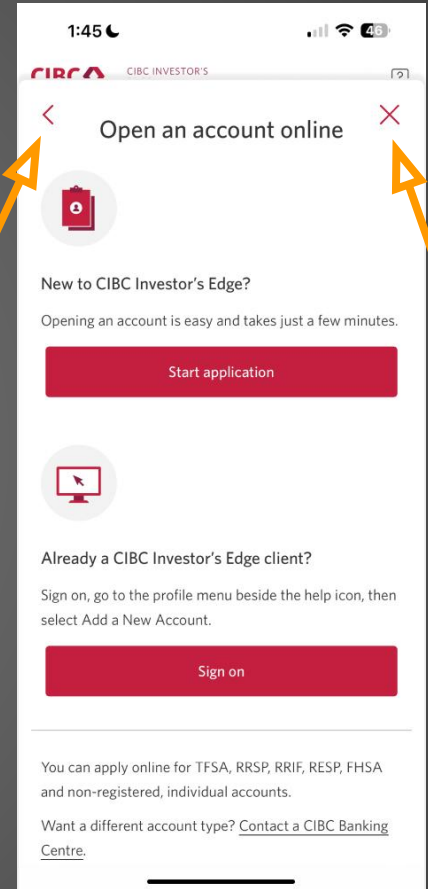 1:45
46
CIBC
CIBC INVESTOR'S
?
Open an account online
New to CIBC Investor's Edge?
Opening an account is easy and takes just a few minutes.
Start application
Already a CIBC Investor's Edge client?
Sign on, go to the profile menu beside the help icon, then
select Add a New Account.
Sign on
You can apply online for TFSA, RRSP, RRIF, RESP, FHSA
and non-registered, individual accounts.
Want a different account type? Contact a CIBC Banking
Centre.